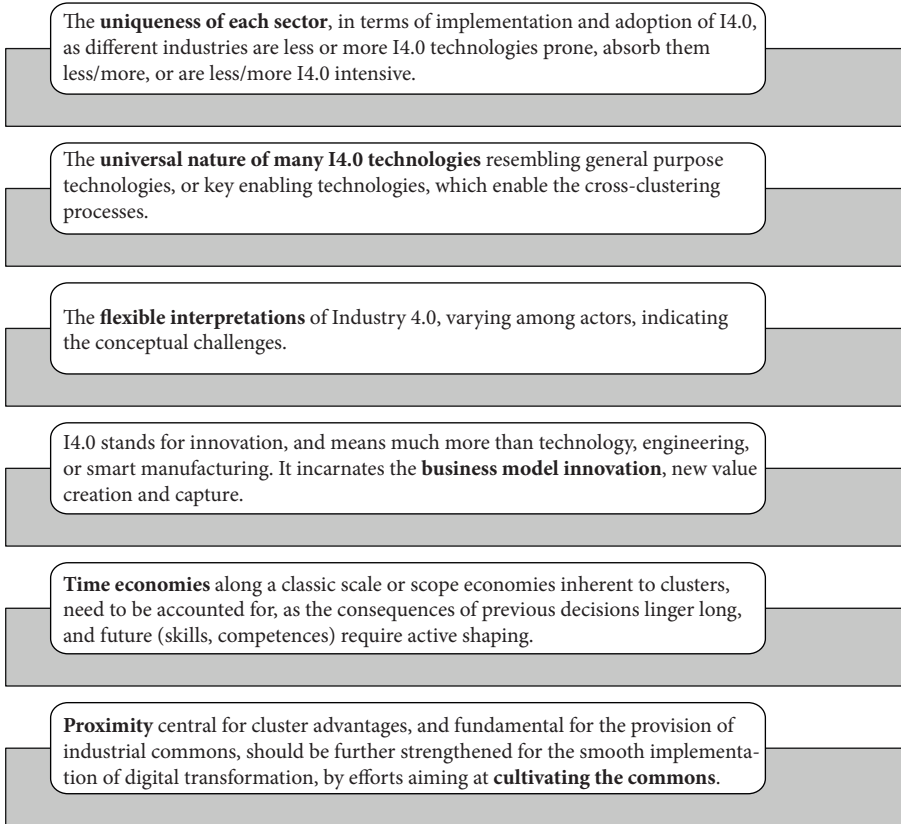 The uniqueness of each sector, in terms of implementation and adoption of I4.0,
as different industries are less or more I4.0 technologies prone, absorb them
less/more, or are less/more I4.0 intensive.
The universal nature of many I4.0 technologies resembling general purpose
technologies, or key enabling technologies, which enable the cross-clustering
processes.
The flexible interpretations of Industry 4.0, varying among actors, indicating
the conceptual challenges.
I4.0 stands for innovation, and means much more than technology, engineering,
or smart manufacturing. It incarnates the business model innovation, new value
creation and capture.
Time economies along a classic scale or scope economies inherent to clusters,
need to be accounted for, as the consequences of previous decisions linger long,
and future (skills, competences) require active shaping.
Proximity central for cluster advantages, and fundamental for the provision of
industrial commons, should be further strengthened for the smooth implementa-
tion of digital transformation, by efforts aiming at cultivating the commons.